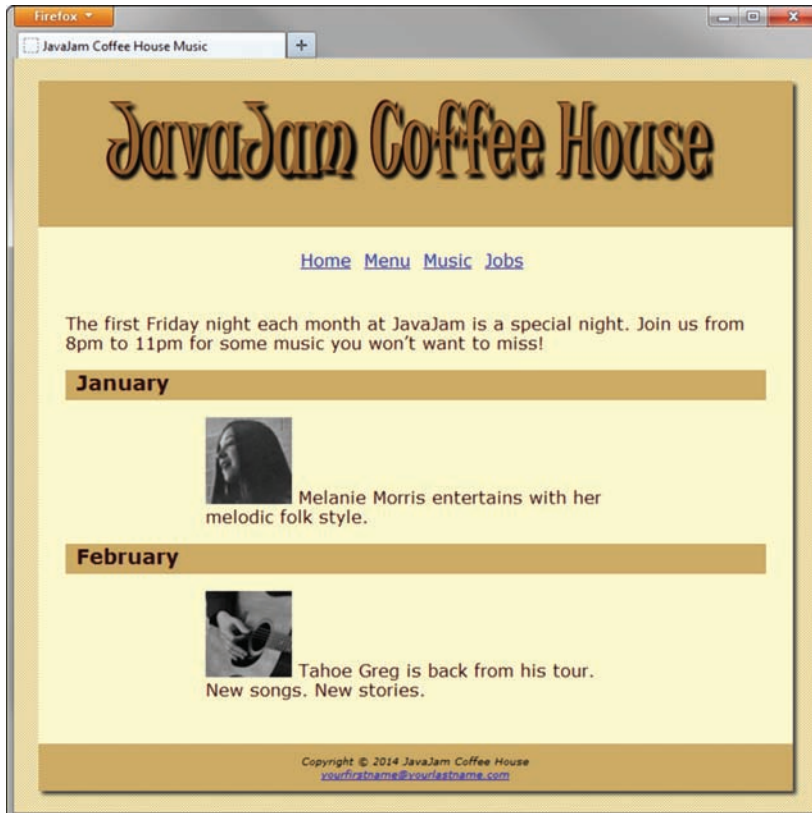 Firefox
JavaJam Coffee House Music
+
JavaJam Coffee House
Home Menu Music Jobs
The first Friday night each month at JavaJam is a special night. Join us from
8pm to 11pm for some music you won’t want to miss!
January
Melanie Morris entertains with her
melodic folk style.
February
Tahoe Greg is back from his tour.
New songs. New stories.
Copyright © 2014 JavaJam Coffee House
yourfirstname@yourlastname.com